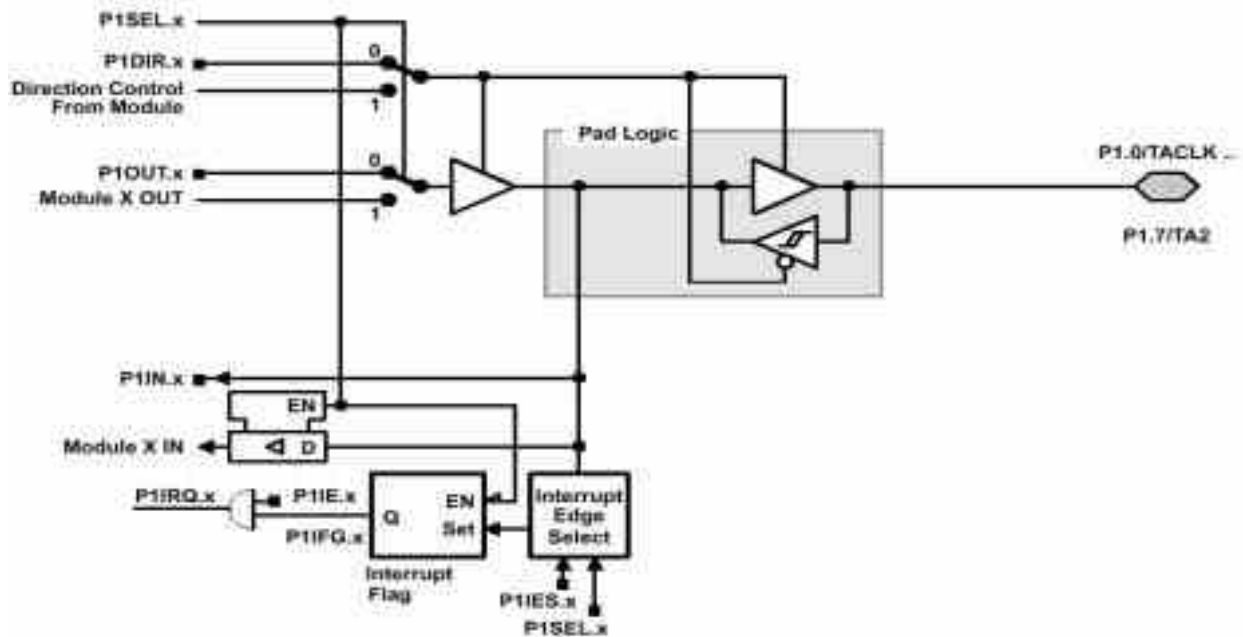 P1SEL.x
P1DIR.x
0
Direction Control
From Module
1
Pad Logic
P1.0/TACLK ..
P1OUT.x
0
Module X OUT
1
P1.7/TA2
P1IN.x
EN
Module X IN
D
P1IRQ.x
P1IE.x
P1IFG.x
Q
EN
Set
Interrupt
Edge
Select
Interrupt
Flag
P1IES.x
P1SEL.x